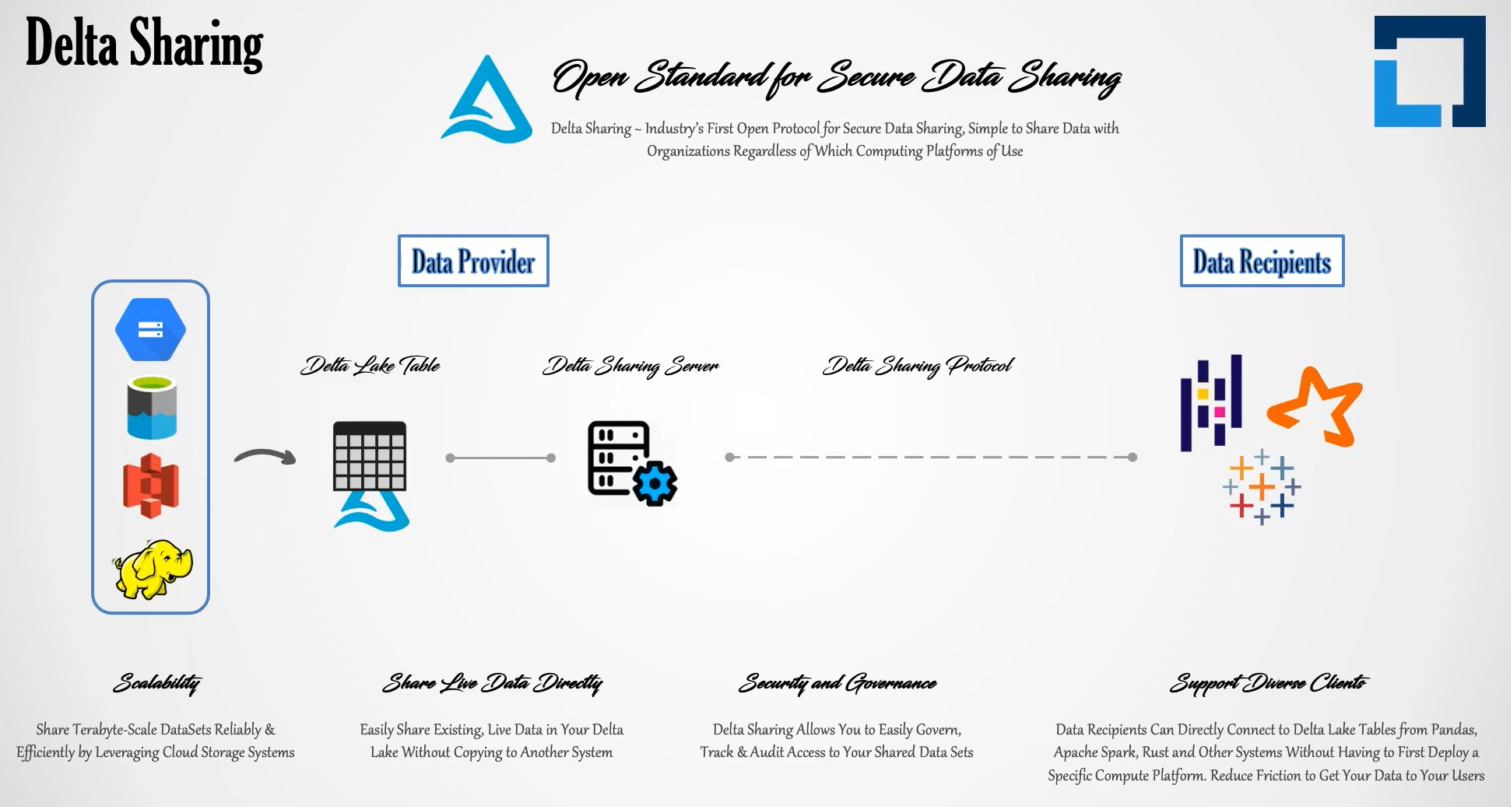 Delta Sharing
Open Standard for Secure Data Sharing
Delta Sharing ~ Industry's First Open Protocol for Secure Data Sharing, Simple to Share Data with
Organizations Regardless of Which Computing Platforms of Use
Data Provider
Data Recipients
Delta Lake Table
Delta Sharing Server
Delta Sharing Protocol
Scalability
Share Terabyte-Scale DataSets Reliably &
Efficiently by Leveraging Cloud Storage Systems
Share Live Data Directly
Easily Share Existing, Live Data in Your Delta
Lake Without Copying to Another System
Security and Governance
Delta Sharing Allows You to Easily Govern,
Track & Audit Access to Your Shared Data Sets
Support Diverse Clients
Data Recipients Can Directly Connect to Delta Lake Tables from Pandas,
Apache Spark, Rust and Other Systems Without Having to First Deploy a
Specific Compute Platform. Reduce Friction to Get Your Data to Your Users